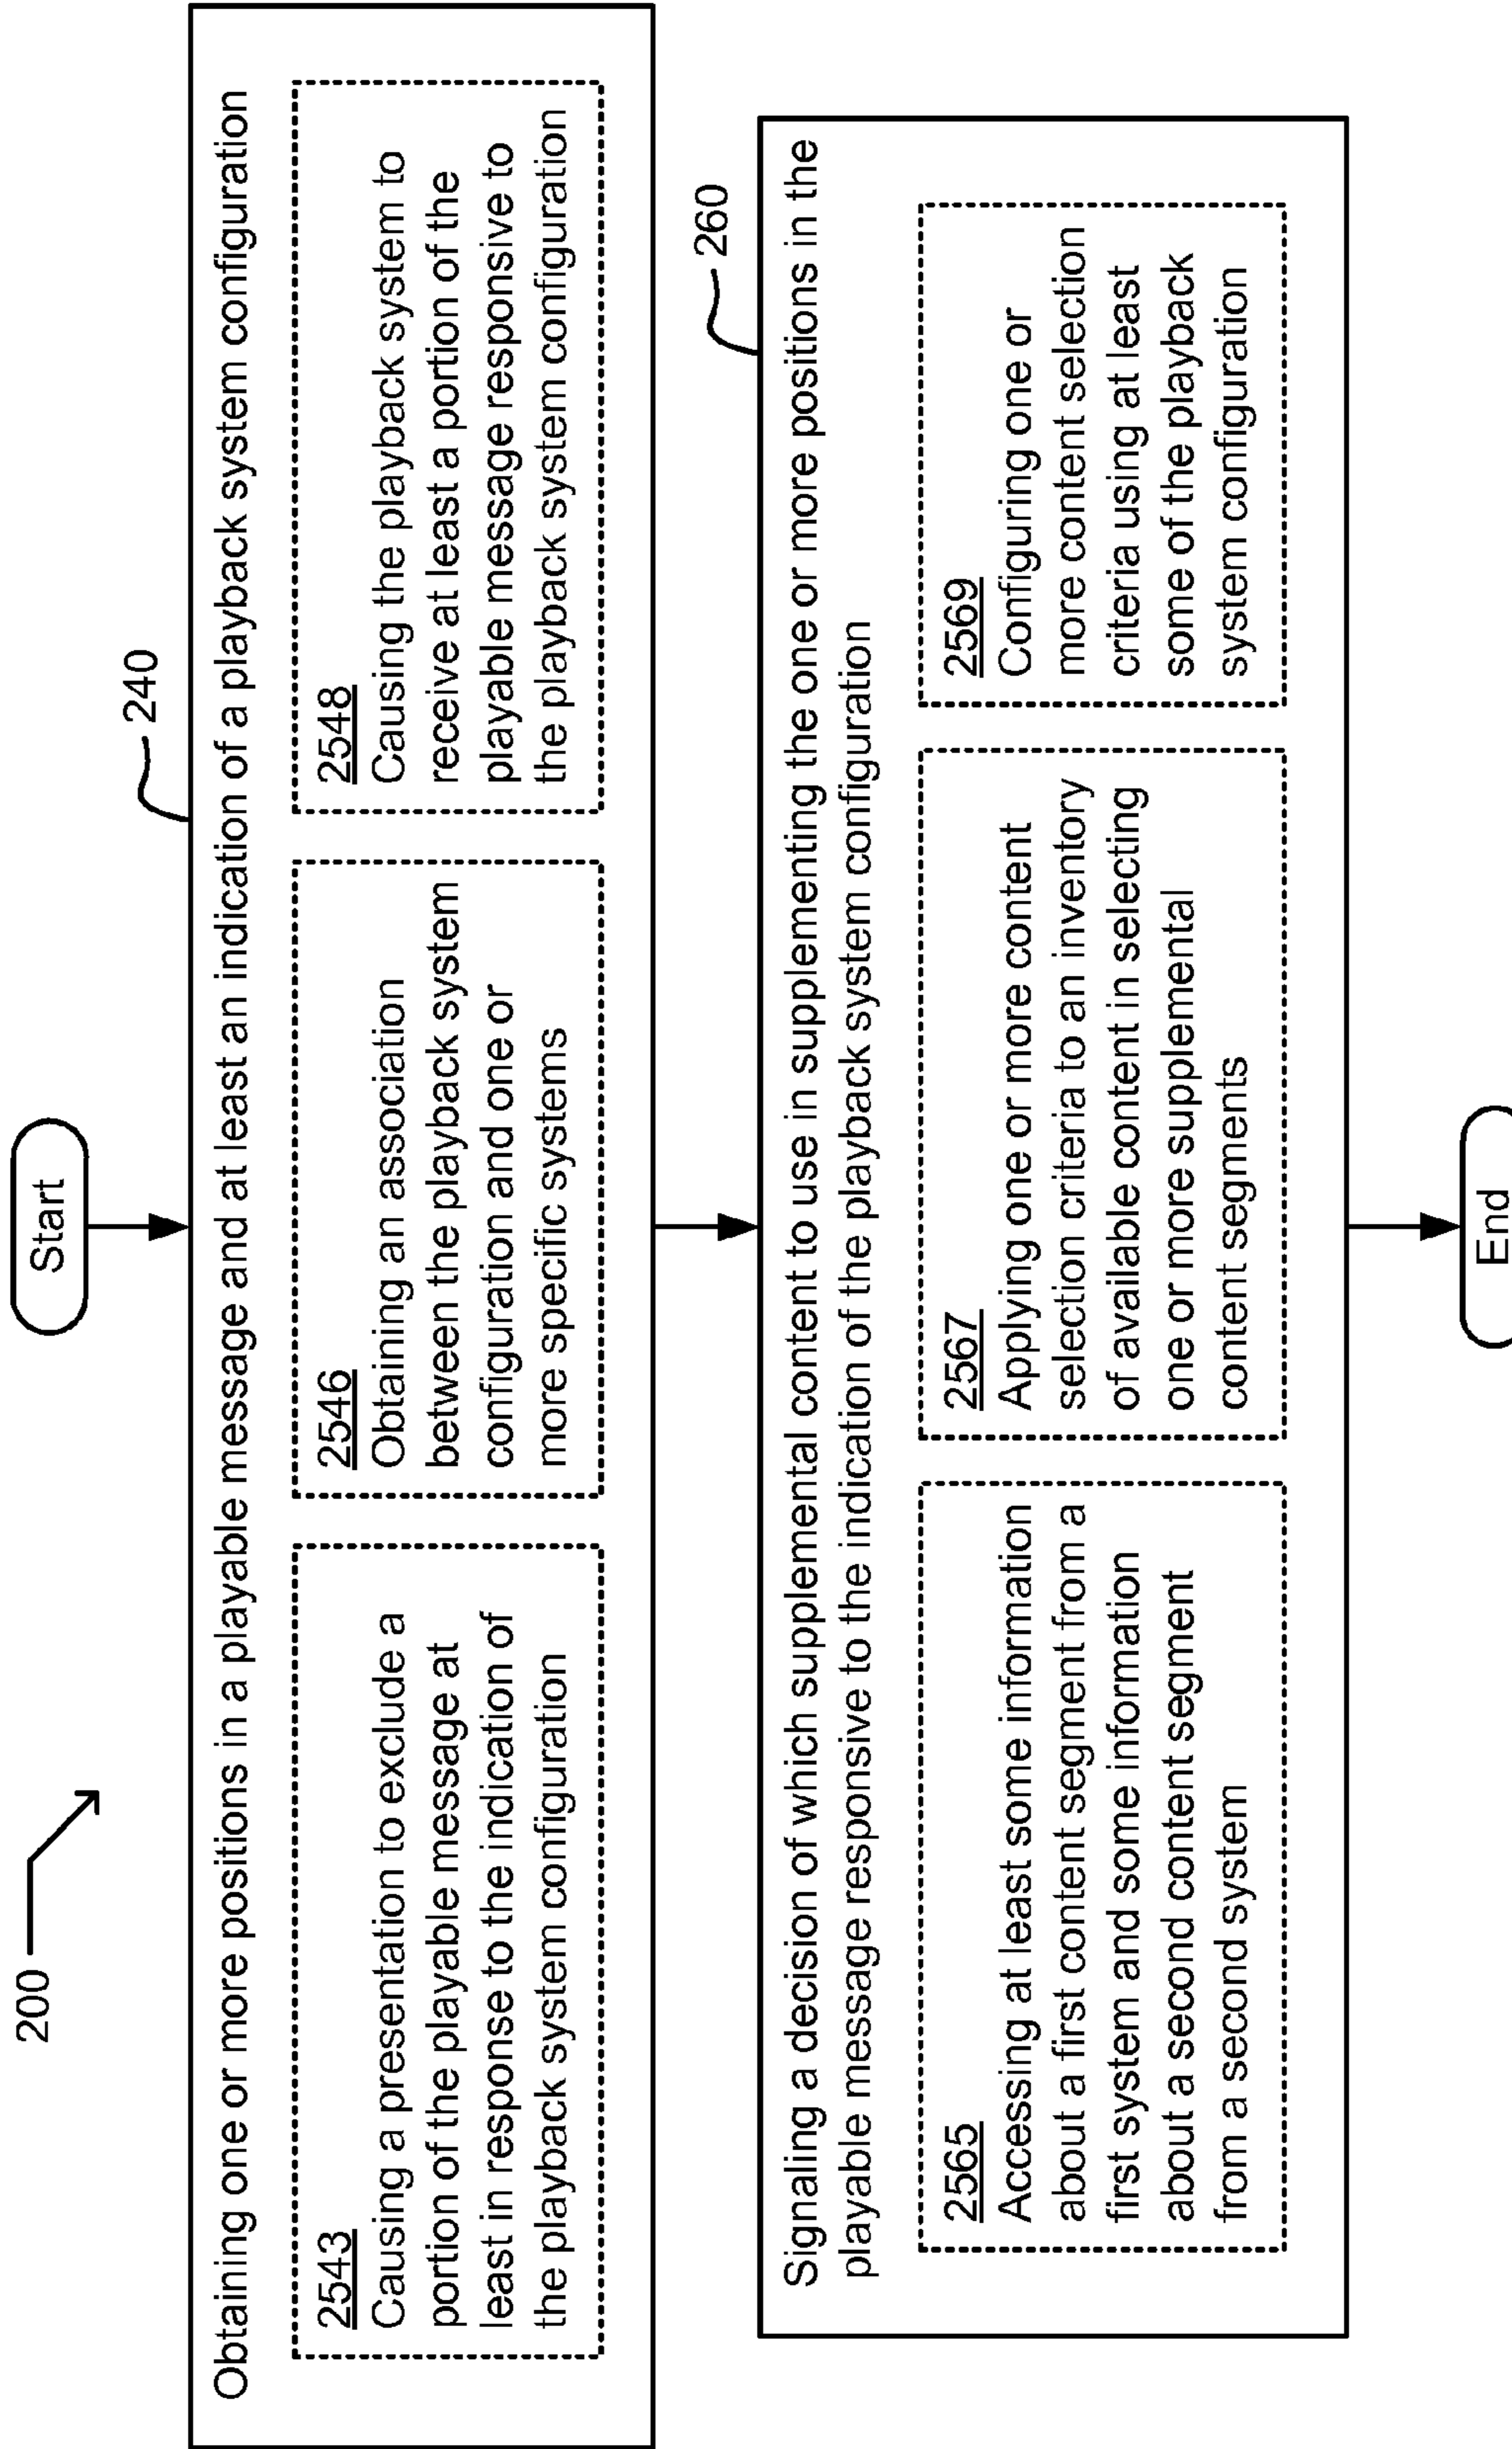 200
Start
240
Obtaining one or more positions in a playable message and at least an indication of a playback system configuration
2543
Causing a presentation to exclude a
portion of the playable message at
least in response to the indication of
the playback system configuration
2546
Obtaining an association
between the playback system
configuration and one or
more specific systems
2548
Causing the playback system to
receive at least a portion of the
playable message responsive to
the playback system configuration
260
Signaling a decision of which supplemental content to use in supplementing the one or more positions in the
playable message responsive to the indication of the playback system configuration
2565
Accessing at least some information
about a first content segment from a
first system and some information
about a second content segment
from a second system
2567
Applying one or more content
selection criteria to an inventory
of available content in selecting
one or more supplemental
content segments
2569
Configuring one or
more content selection
criteria using at least
some of the playback
system configuration
End